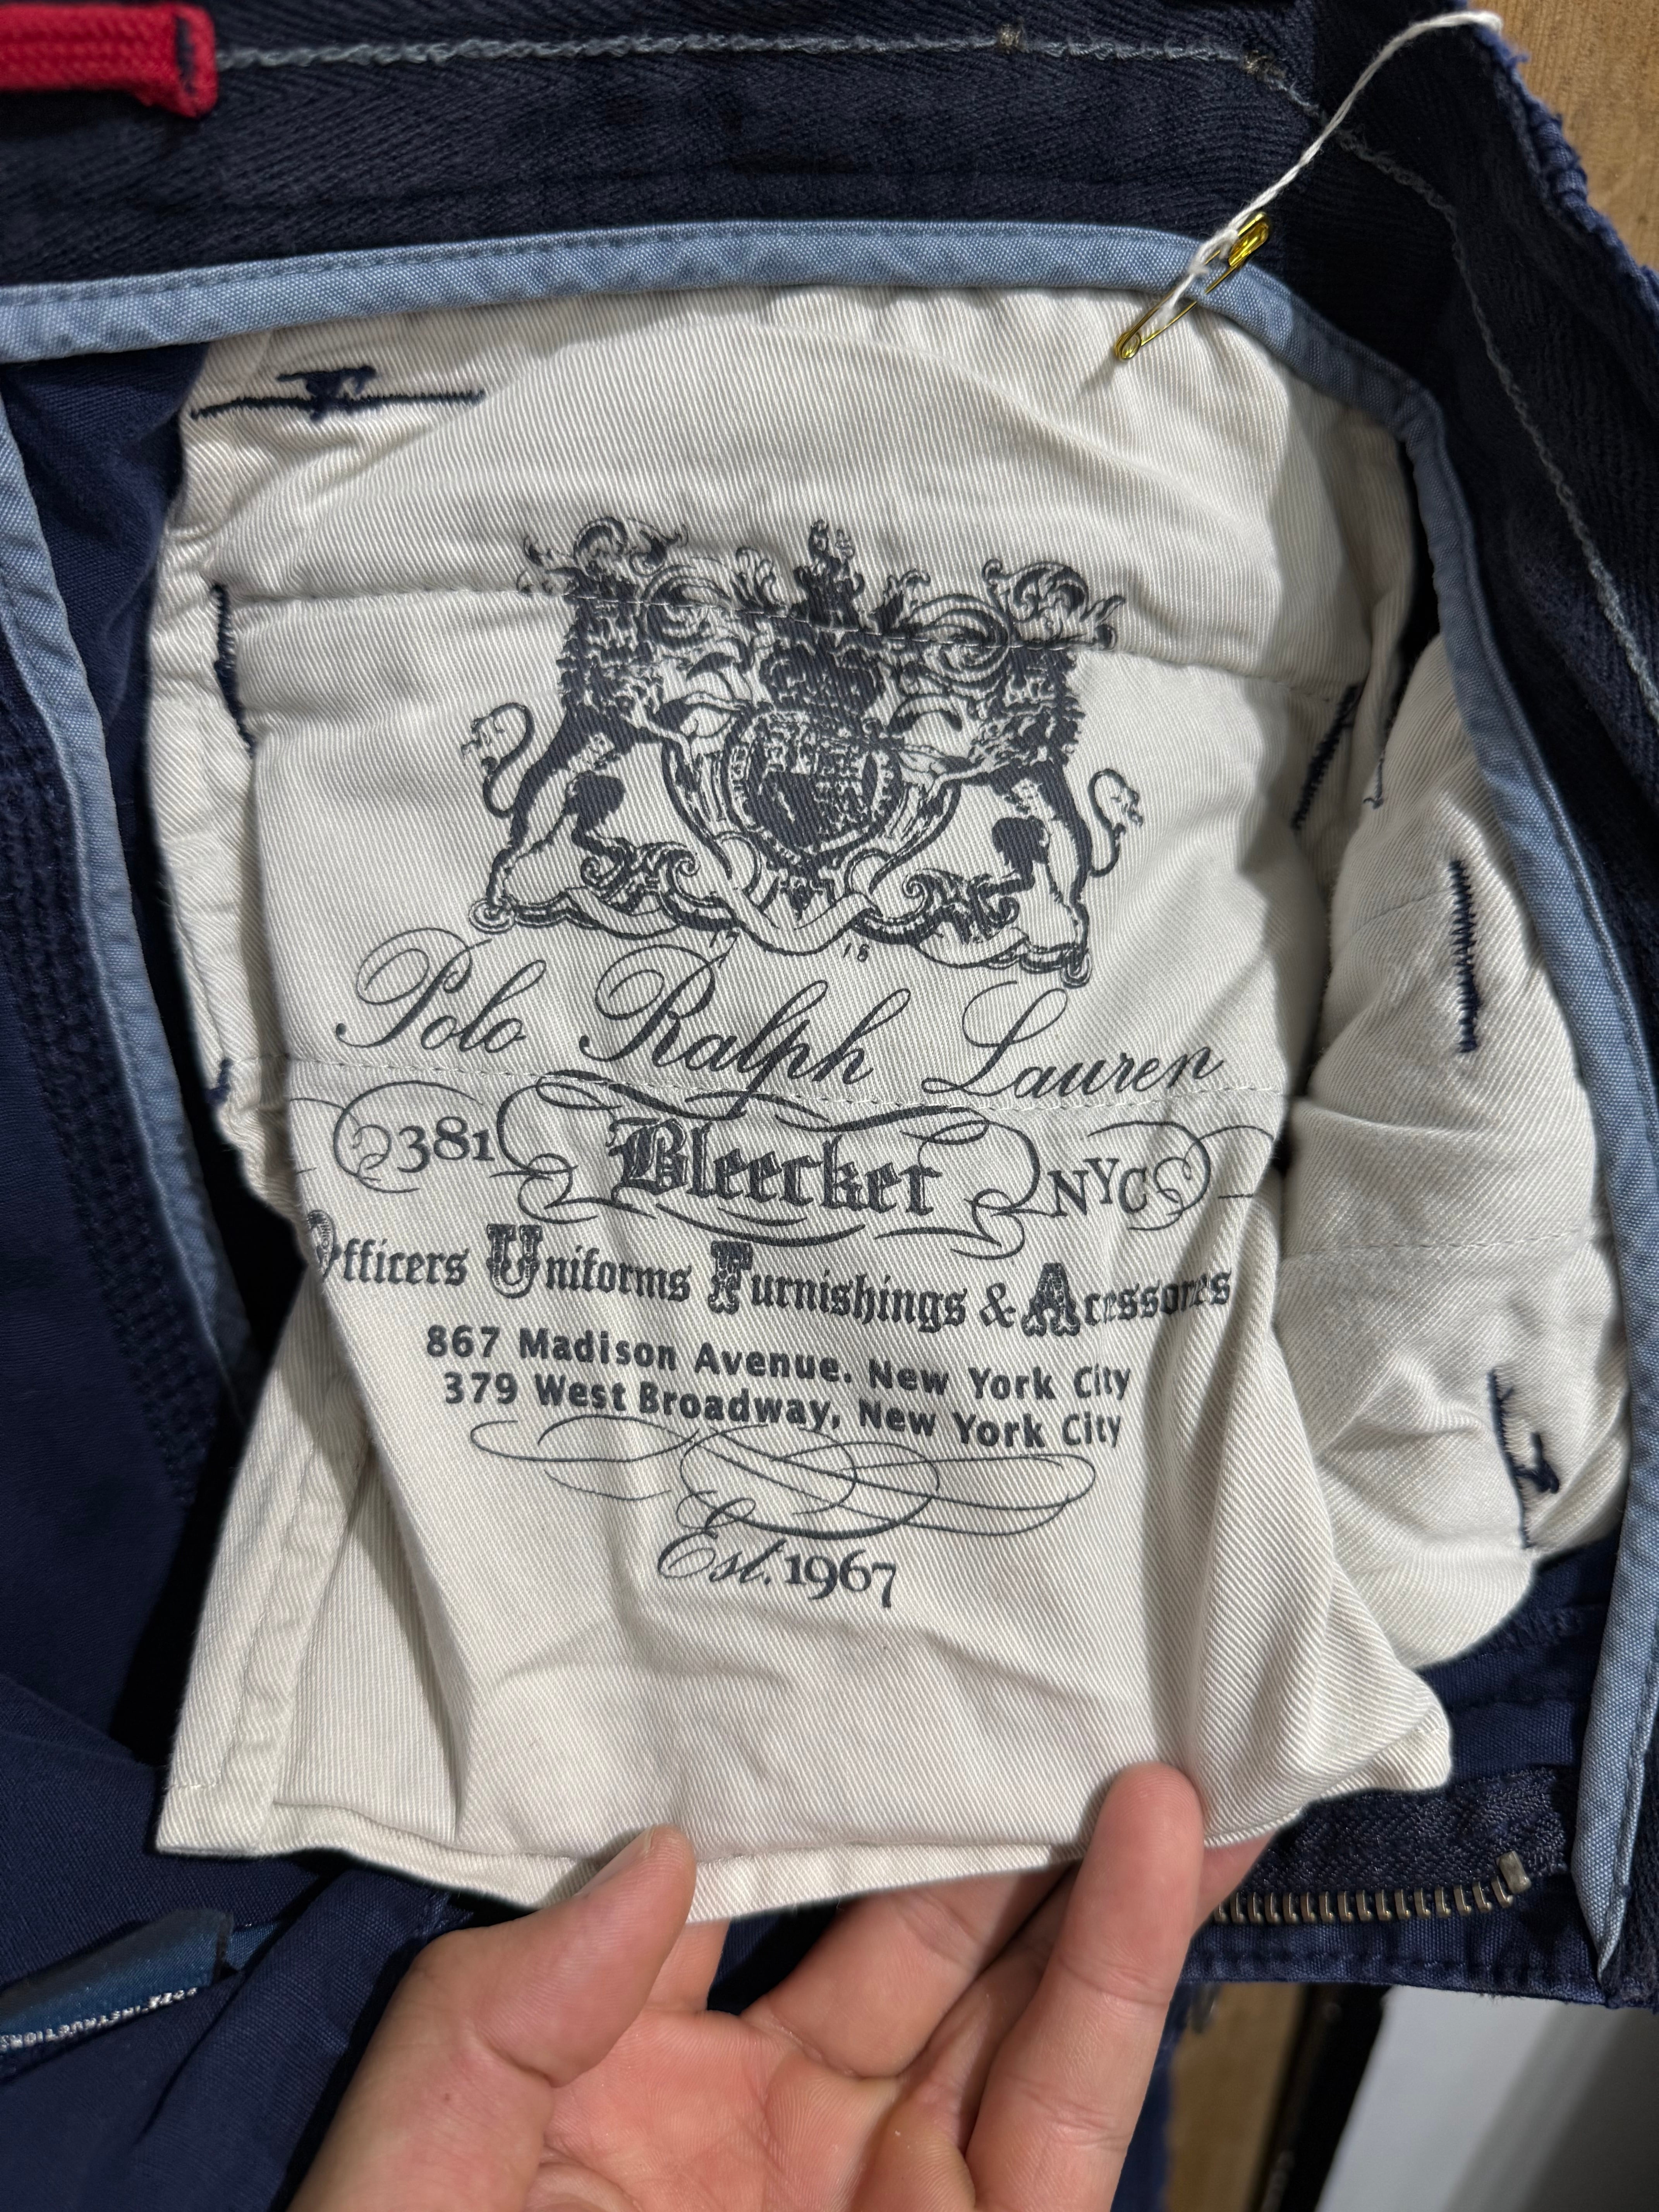 Polo Ralph Lauren
381 Bleecker NYC
Officers Uniforms Furnishings & Acessories
867 Madison Avenue. New York City
379 West Broadway, New York City
Est. 1967